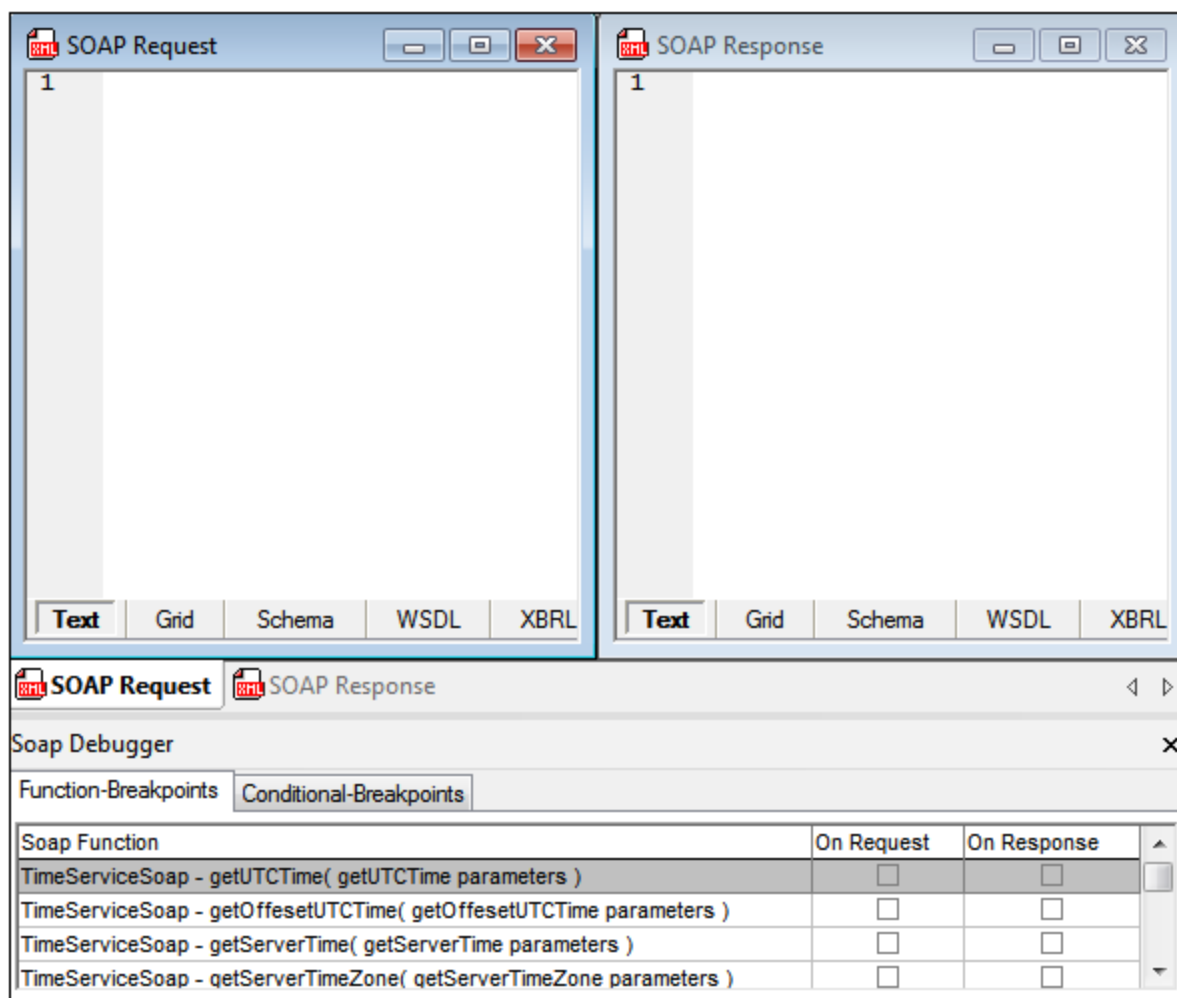 SOAP Request
SOAP Response
1
1
Text Grid Schema WSDL XBRL
Text Grid Schema WSDL XBRL
SOAP Request SOAP Response
Soap Debugger
Function-Breakpoints Conditional-Breakpoints
Soap Function On Request On Response
TimeServiceSoap - getUTCTime( getUTCTime parameters )
TimeServiceSoap - getOffesetUTCTime( getOffesetUTCTime parameters )
TimeServiceSoap - getServerTime( getServerTime parameters )
TimeServiceSoap - getServerTimeZone( getServerTimeZone parameters )